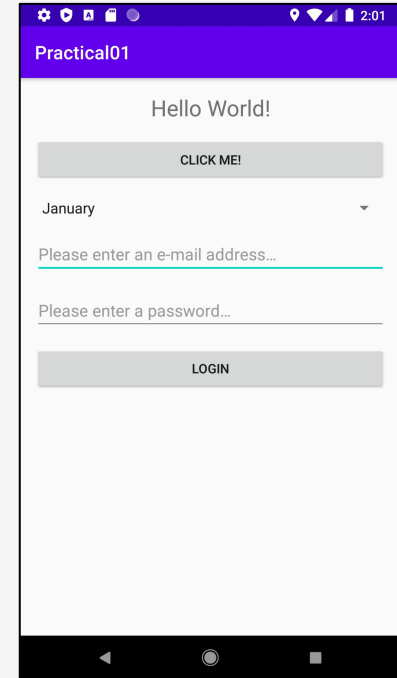 2:01
Practical01
Hello World!
CLICK ME!
January
Please enter an e-mail address...
Please enter a password...
LOGIN